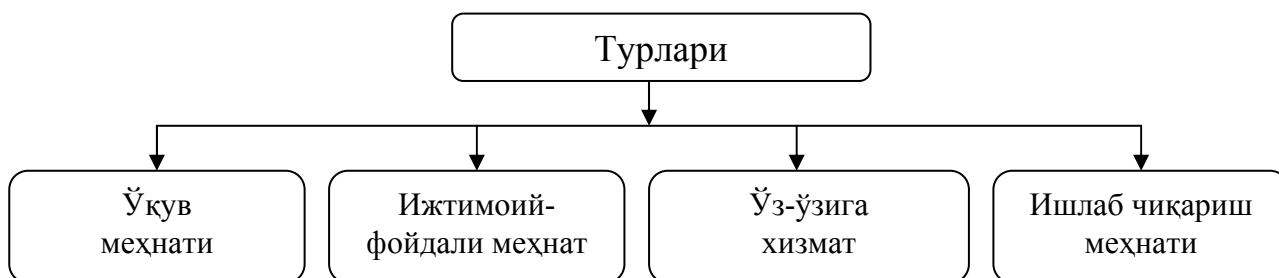 Турлари
Ўқув
меҳнати
Ижтимоий-
фойдали меҳнат
Ўз-ўзига
хизмат
Ишлаб чиқариш
меҳнати